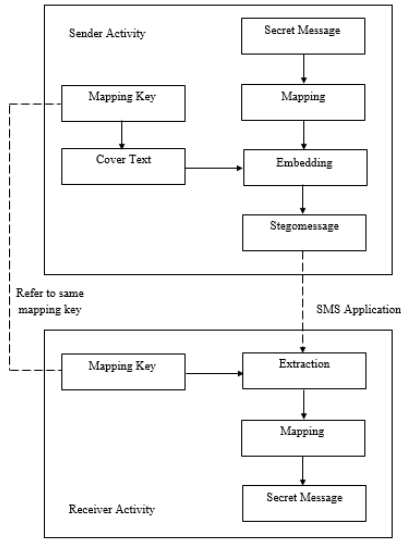 Sender Activity
Secret Message
Mapping Key
Mapping
Cover Text
Embedding
Stegomessage
Refer to same
mapping key
SMS Application
Mapping Key
Extraction
Mapping
Secret Message
Receiver Activity